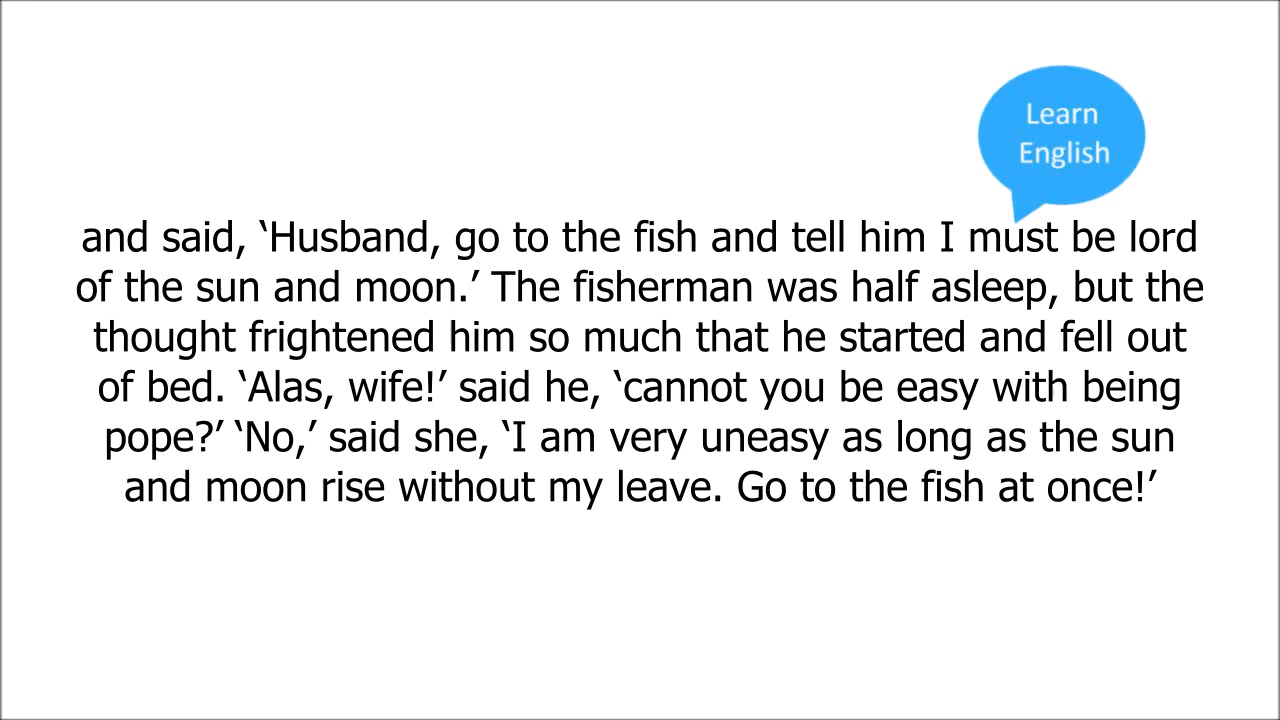 Learn
English
and said, ‘Husband, go to the fish and tell him I must be lord
of the sun and moon.’ The fisherman was half asleep, but the
thought frightened him so much that he started and fell out
of bed. ‘Alas, wife!’ said he, ‘cannot you be easy with being
pope?’ ‘No,’ said she, ‘I am very uneasy as long as the sun
and moon rise without my leave. Go to the fish at once!’